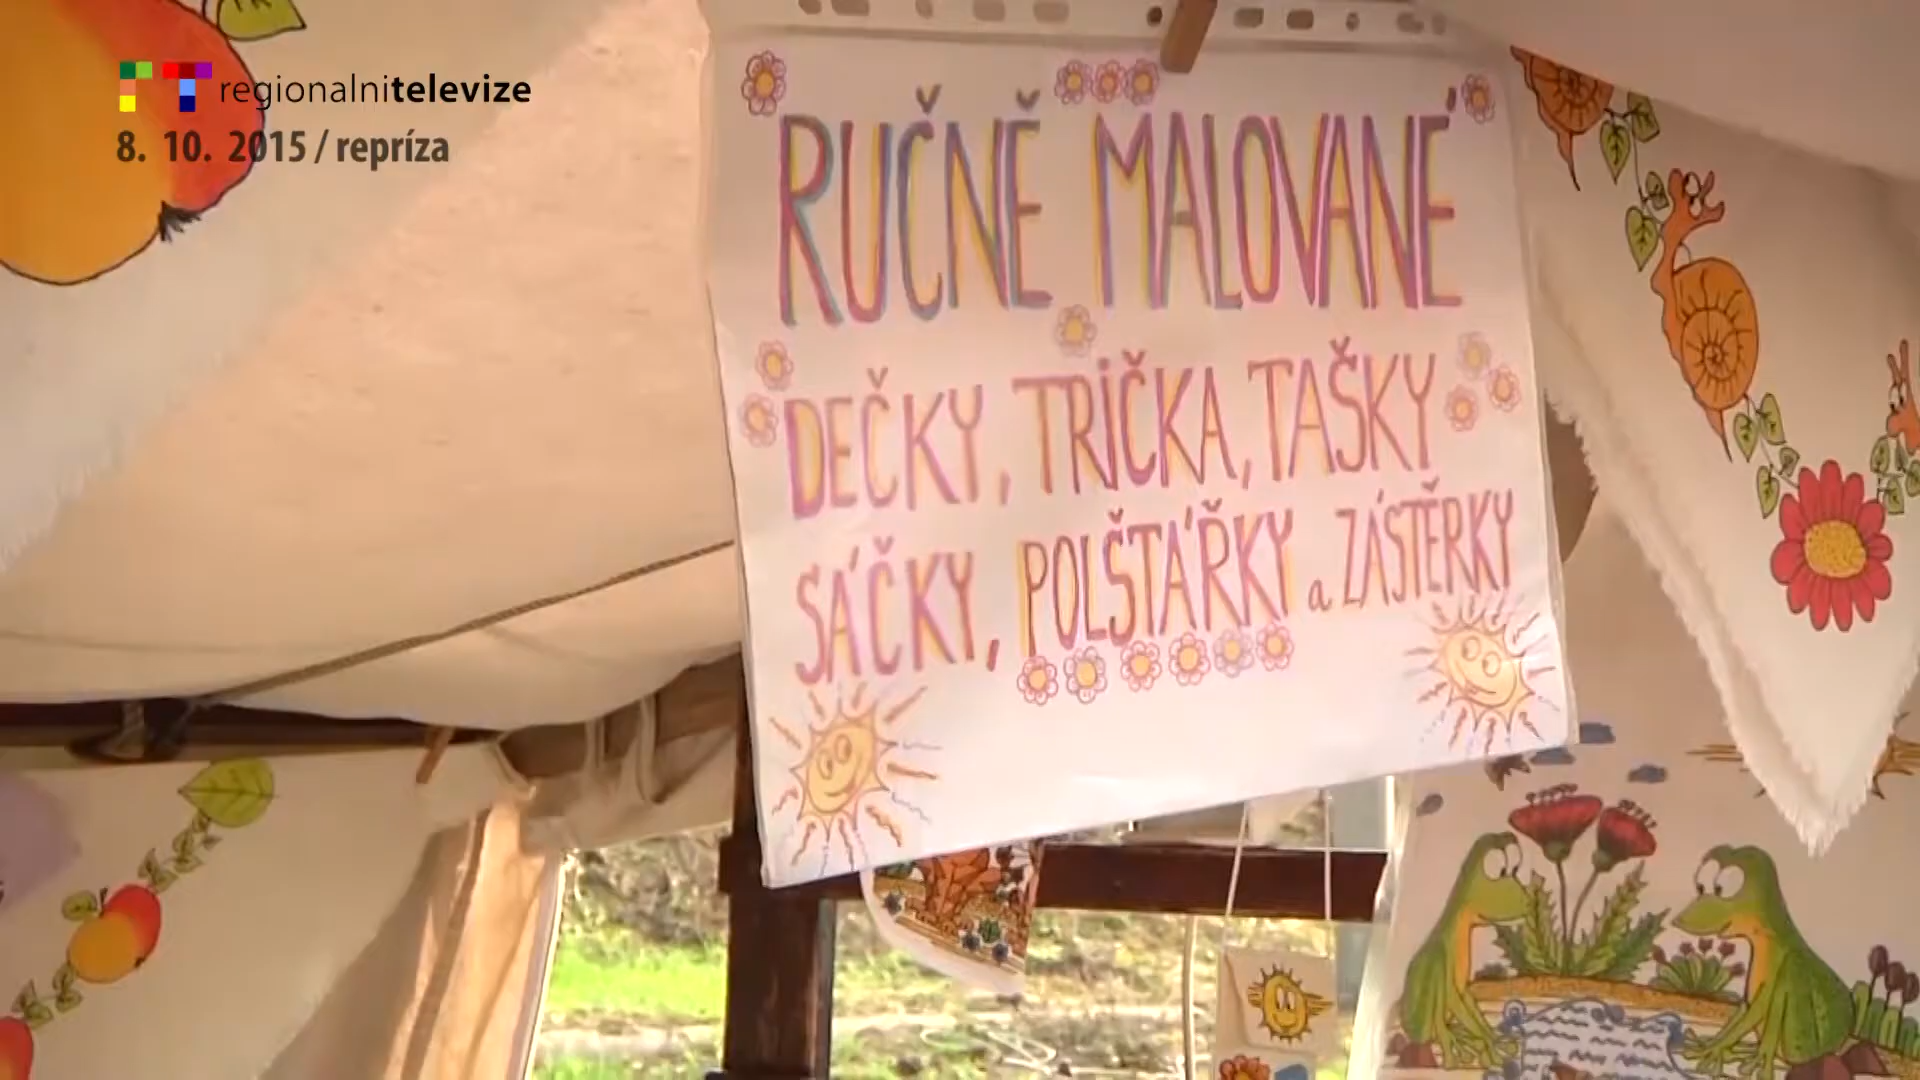 regionalnitelevize
8. 10. 2015 / repríza
RUČNĚ MALOVANÉ
DEČKY, TRIČKA, TAŠKY
SÁČKY, POLŠTÁŘKY a ZÁSTĚRKY